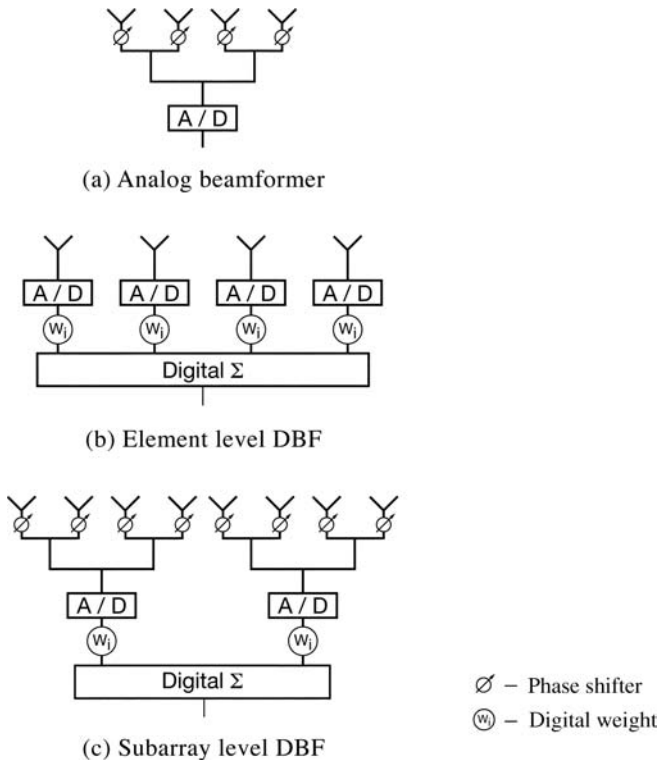 A / D
(a) Analog beamformer
A / D A / D A / D A / D
Wi Wi Wi Wi
Digital Σ
(b) Element level DBF
A / D A / D
Wi Wi
Digital Σ
– Phase shifter
Wi – Digital weight
(c) Subarray level DBF